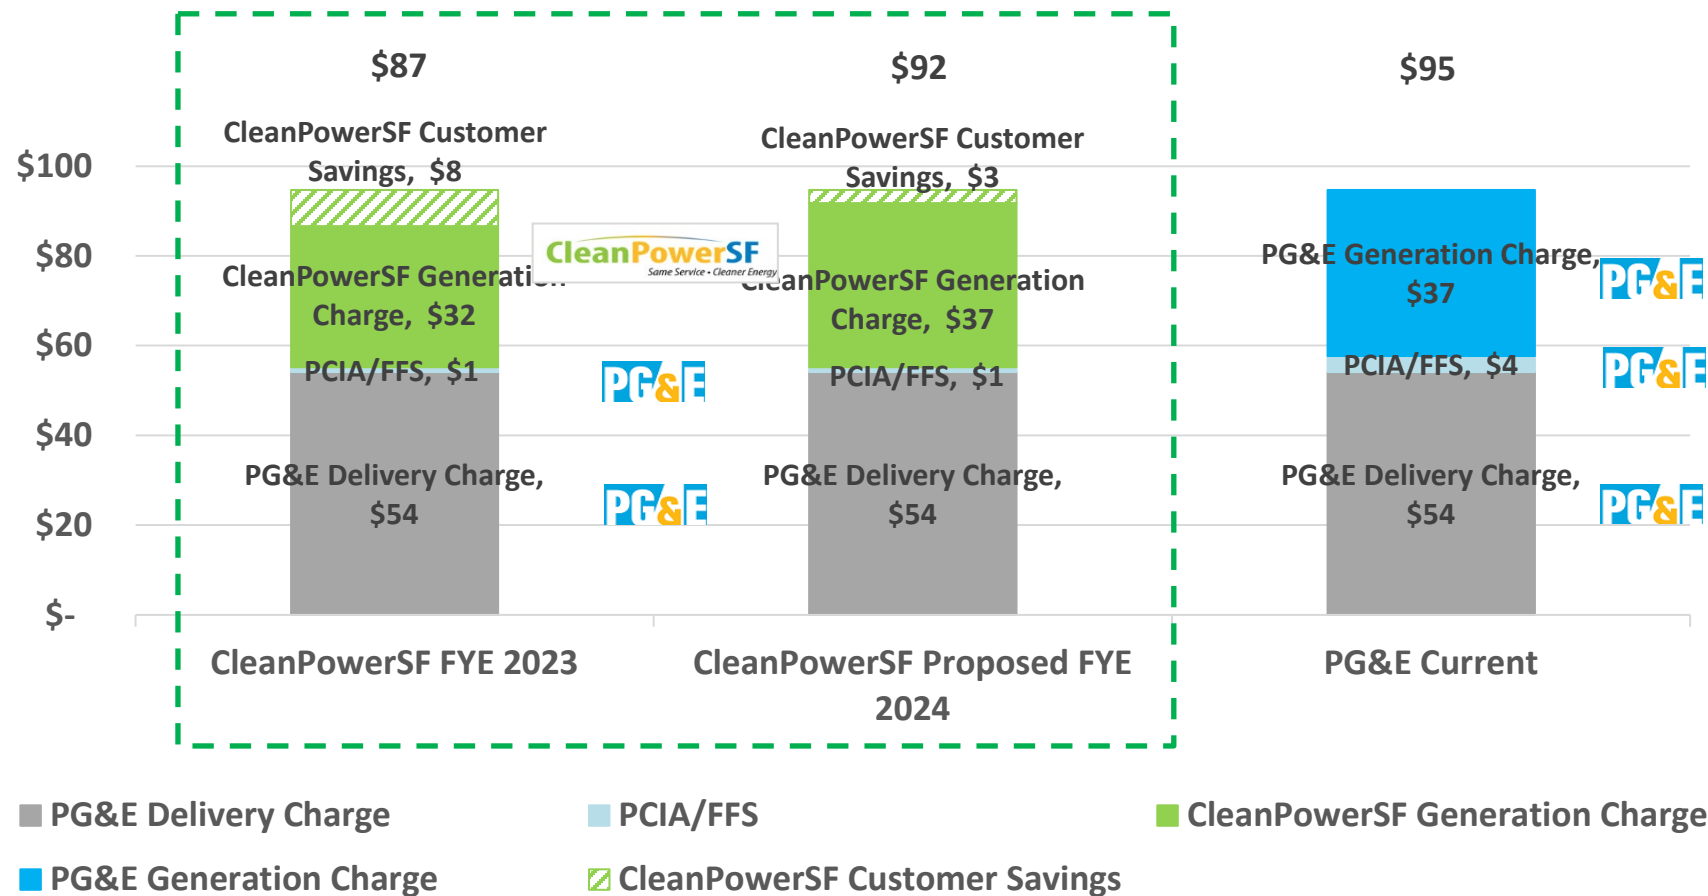 $87
$92
$95
CleanPowerSF Customer
Savings,  $8
CleanPowerSF Customer
Savings,  $3
$100
$80
$60
$40
$20
$-
CleanPowerSF
Same Service • Cleaner Energy
CleanPowerSF Generation
Charge,  $32
CleanPowerSF Generation
Charge,  $37
PG&E Generation Charge,
$37
PG&E
PCIA/FFS,  $1
PG&E
PCIA/FFS,  $1
PCIA/FFS,  $4
PG&E
PG&E Delivery Charge,
$54
PG&E
PG&E Delivery Charge,
$54
PG&E Delivery Charge,
$54
PG&E
CleanPowerSF FYE 2023
CleanPowerSF Proposed FYE
2024
PG&E Current
PG&E Delivery Charge
PCIA/FFS
CleanPowerSF Generation Charge
PG&E Generation Charge
CleanPowerSF Customer Savings